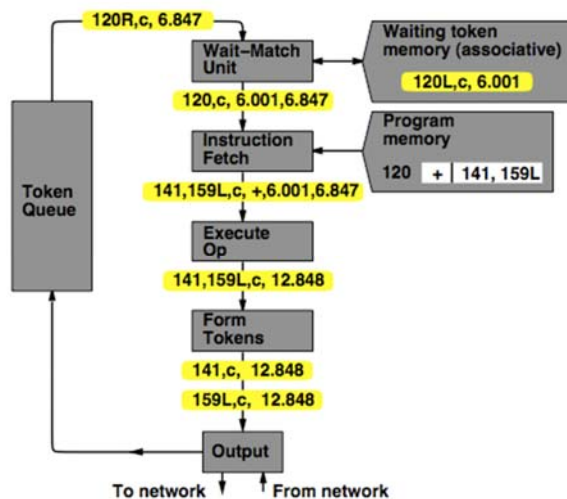 120R,c, 6.847
Wait–Match
Unit
Waiting token
memory (associative)
120L,c, 6.001
120,c, 6.001,6.847
Program
memory
120 + 141, 159L
Instruction
Fetch
141,159L,c, +,6.001,6.847
Token
Queue
Execute
Op
141,159L,c, 12.848
Form
Tokens
141,c, 12.848
159L,c, 12.848
Output
To network
From network